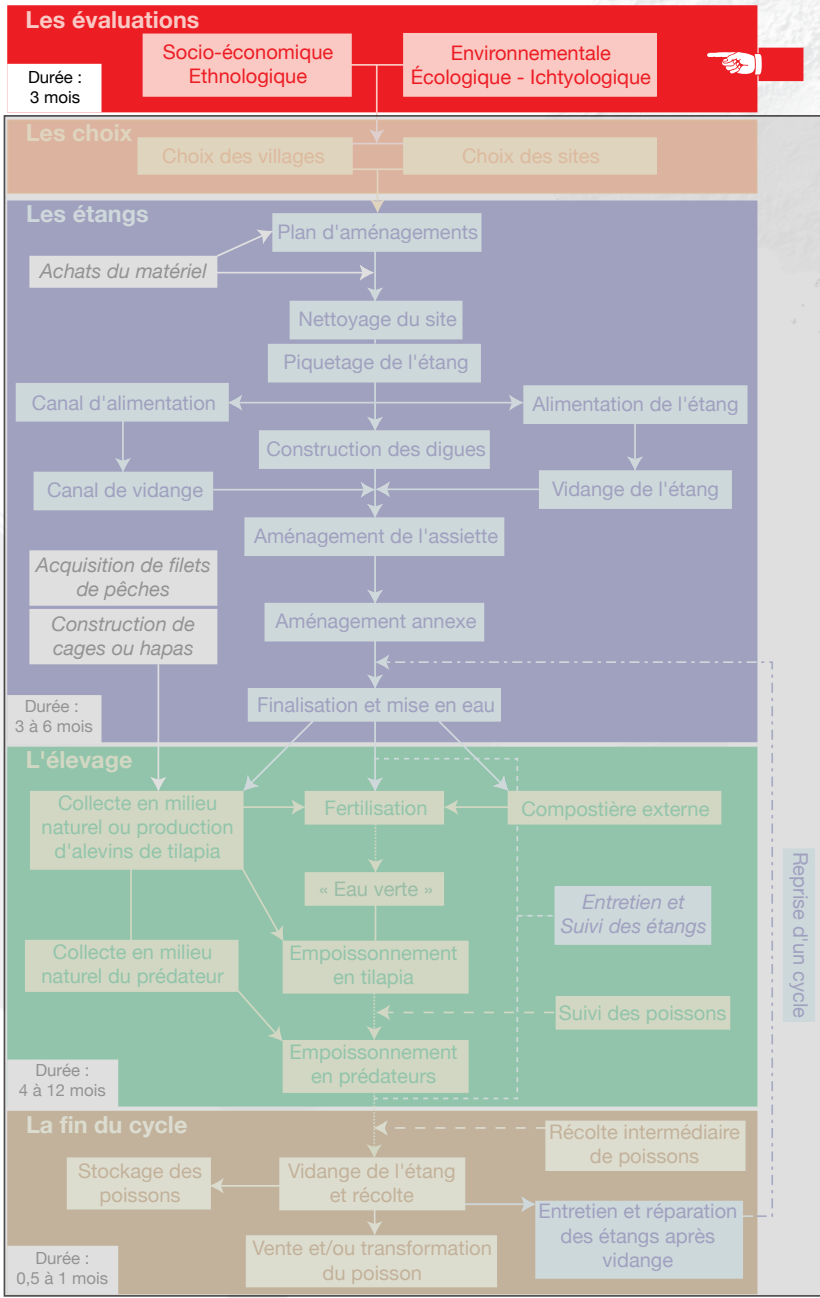 Les évaluations
Socio-économique
Ethnologique
Environnementale
Écologique - Ichtyologique
Durée :
3 mois
Les choix
Choix des villages
Choix des sites
Les étangs
Plan d'aménagements
Achats du matériel
Nettoyage du site
Piquetage de l'étang
Canal d'alimentation
Alimentation de l'étang
Construction des digues
Canal de vidange
Vidange de l'étang
Aménagement de l'assiette
Acquisition de filets
de pêches
Construction de
cages ou hapas
Aménagement annexe
Durée :
3 à 6 mois
Finalisation et mise en eau
L'élevage
Collecte en milieu
naturel ou production
d'alevins de tilapia
Fertilisation
Compostière externe
« Eau verte »
Entretien et
Suivi des étangs
Collecte en milieu
naturel du prédateur
Empoissonnement
en tilapia
Suivi des poissons
Empoissonnement
en prédateurs
Durée :
4 à 12 mois
Reprise d'un cycle
La fin du cycle
Récolte intermédiaire
de poissons
Stockage des
poissons
Vidange de l'étang
et récolte
Entretien et réparation
des étangs après
vidange
Vente et/ou transformation
du poisson
Durée :
0,5 à 1 mois